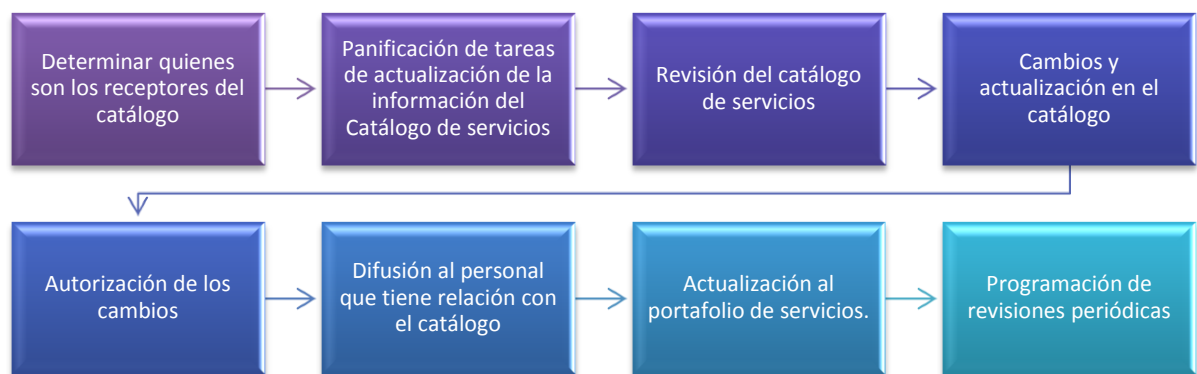 Determinar quienes
son los receptores del
catálogo
Panificación de tareas
de actualización de la
información del
Catálogo de servicios
Revisión del catálogo
de servicios
Cambios y
actualización en el
catálogo
Autorización de los
cambios
Difusión al personal
que tiene relación con
el catálogo
Actualización al
portafolio de servicios.
Programación de
revisiones periódicas